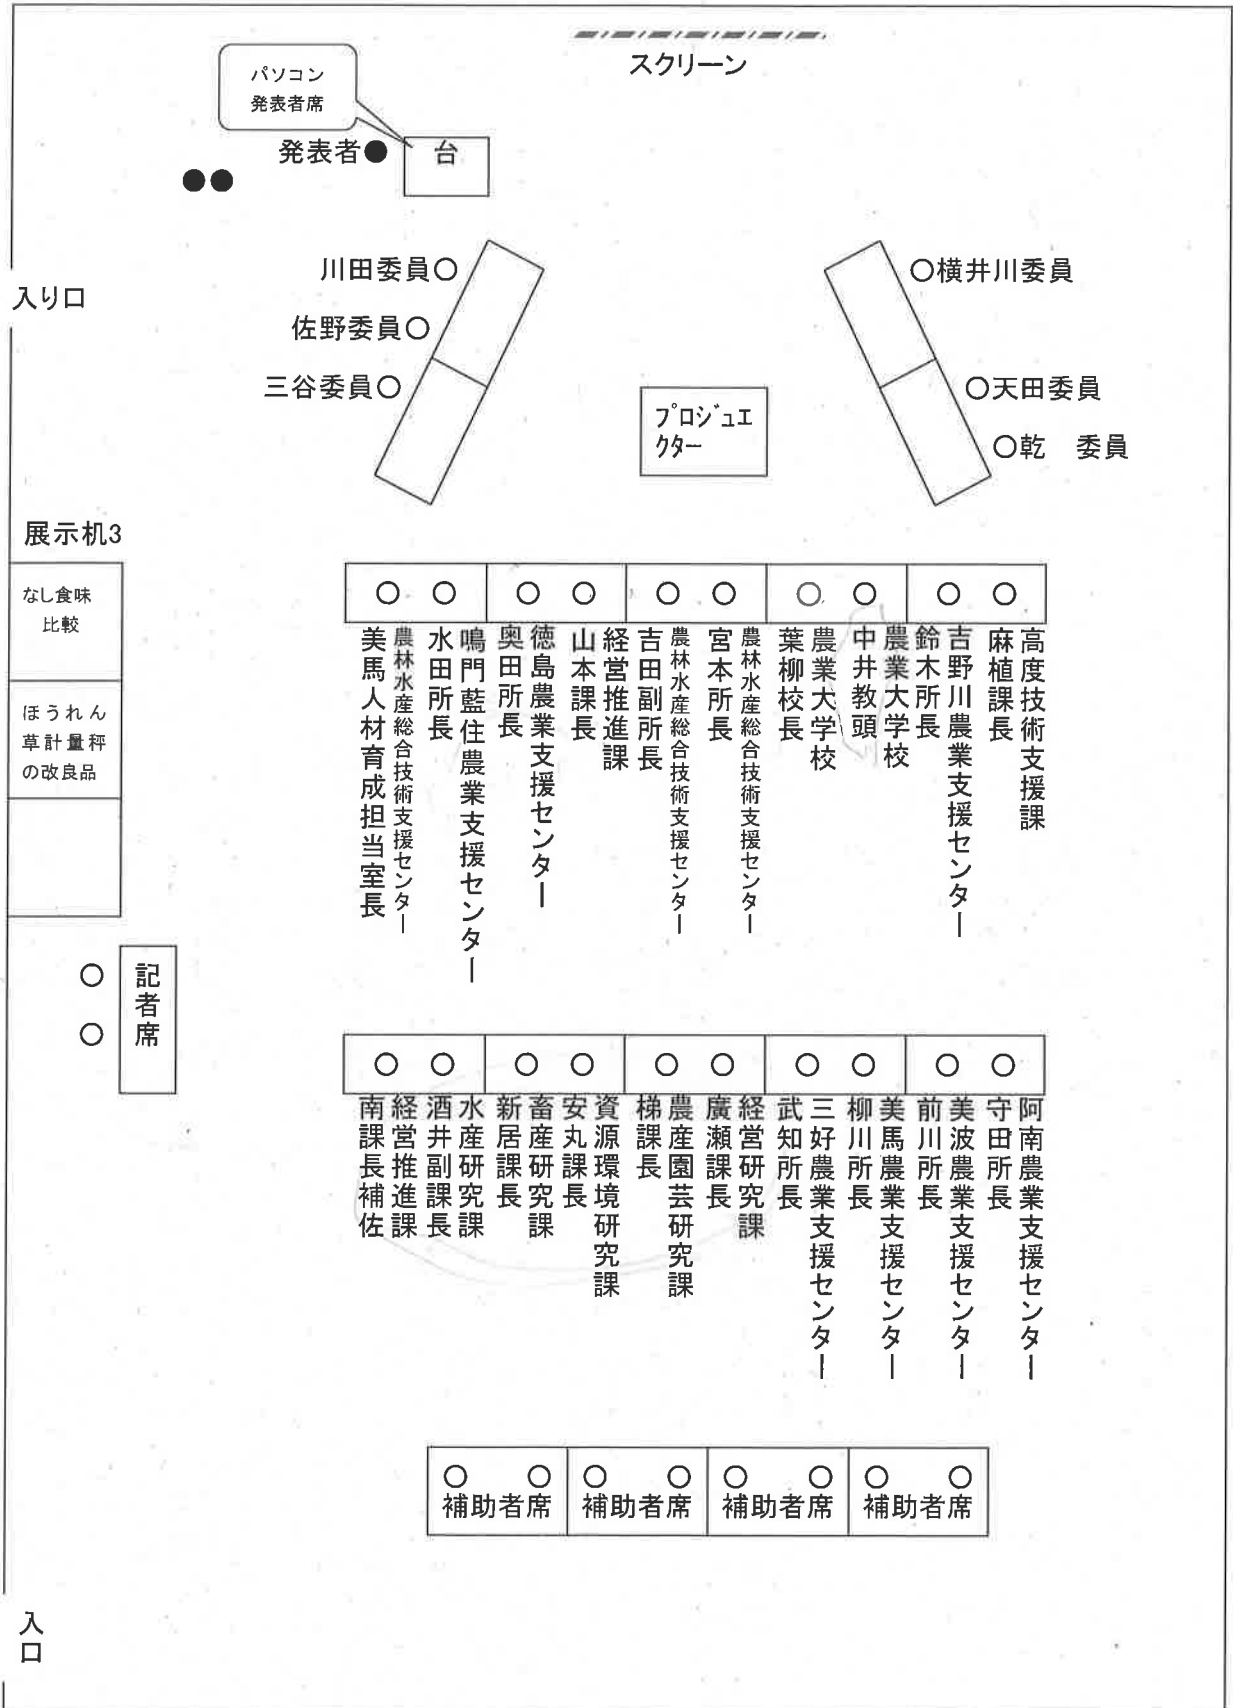 スクリーン
パソコン
発表者席
発表者●
台
●●
川田委員○
○横井川委員
入り口
佐野委員○
三谷委員○
○天田委員
プロジェ
クター
○乾　委員
展示机3
なし食味
比較
ほうれん
草計量秤
の改良品
農林水産総合技術支援センター
美馬人材育成担当室長
鳴門藍住農業支援センター
水田所長
徳島農業支援センター
奥田所長
経営推進課
山本課長
農林水産総合技術支援センター
吉田副所長
農林水産総合技術支援センター
宮本所長
農業大学校
葉柳校長
農業大学校
中井教頭
吉野川農業支援センター
鈴木所長
高度技術支援課
麻植課長
記者席
経営推進課
南課長補佐
水産研究課
酒井副課長
畜産研究課
新居課長
資源環境研究課
安丸課長
農産園芸研究課
梯課長
経営研究課
廣瀬課長
三好農業支援センター
武知所長
美馬農業支援センター
柳川所長
美波農業支援センター
前川所長
阿南農業支援センター
守田所長
補助者席
補助者席
補助者席
補助者席
入口